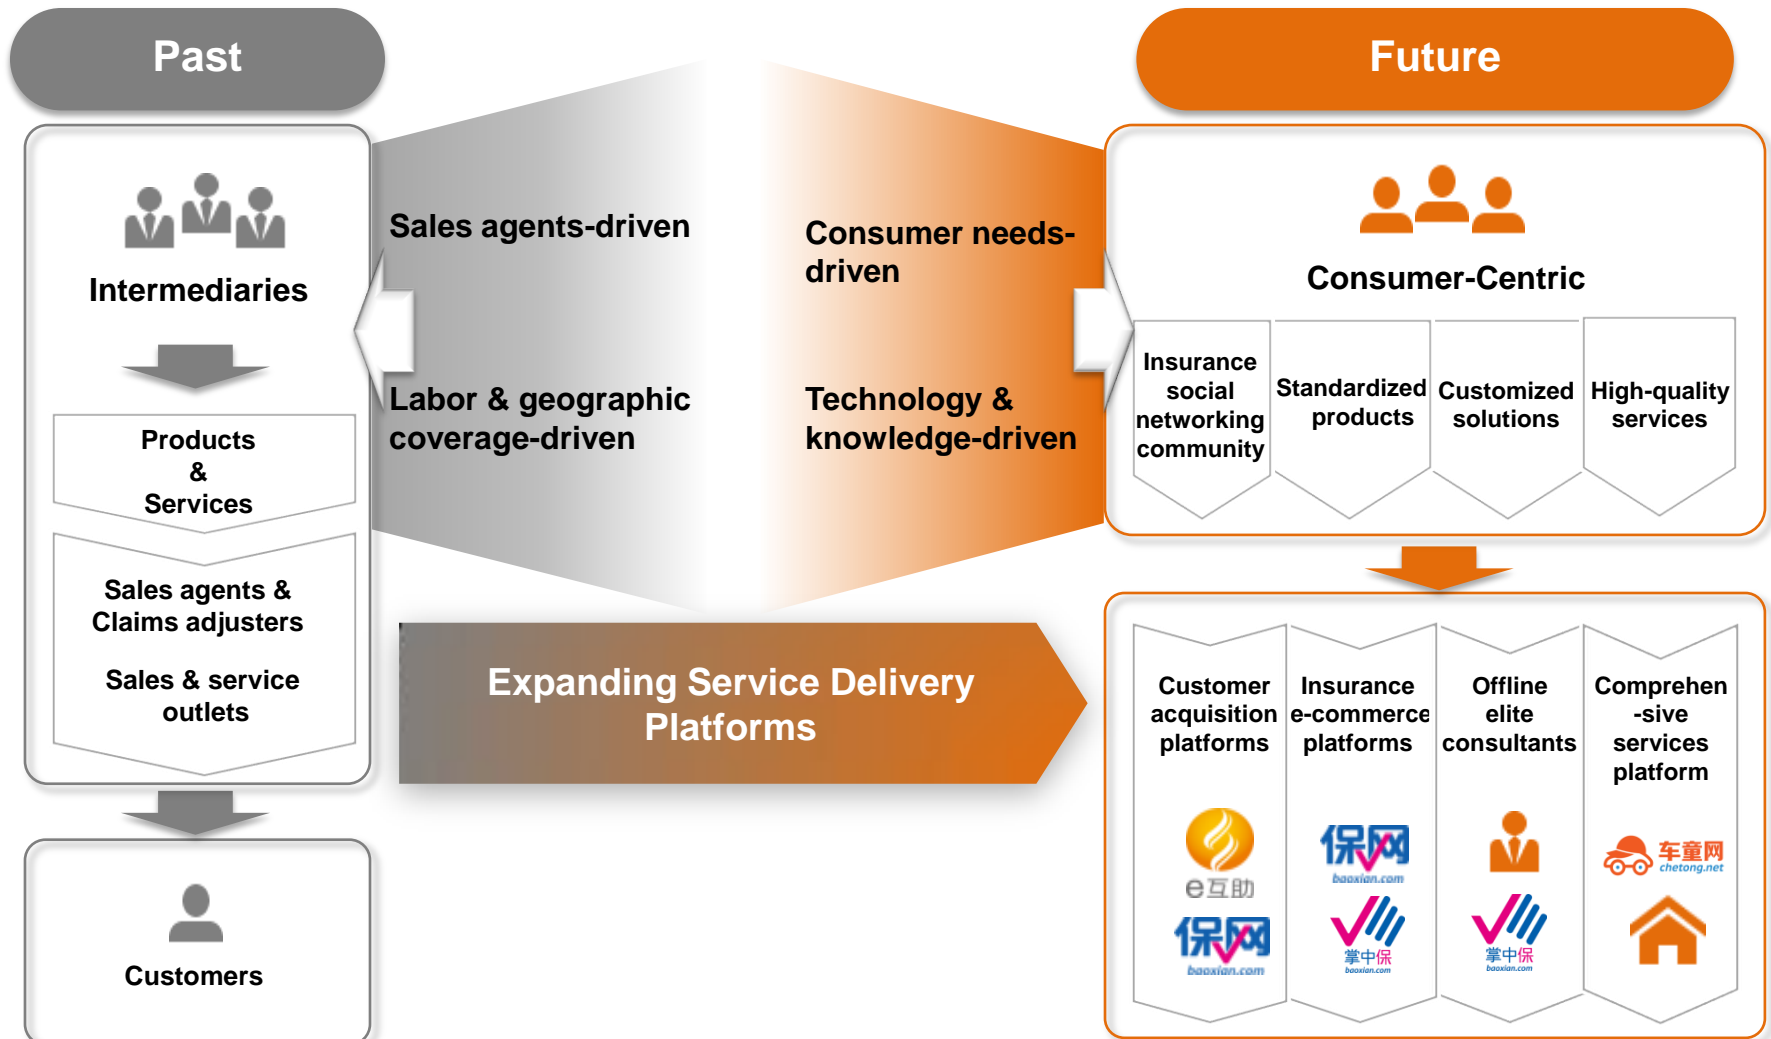 Past
Future
Intermediaries
Products
&
Services
Sales agents &
Claims adjusters
Sales & service
outlets
Customers
Sales agents-driven
Labor & geographic
coverage-driven
Consumer needs-
driven
Technology &
knowledge-driven
Expanding Service Delivery
Platforms
Consumer-Centric
Insurance
social
networking
community
Standardized
products
Customized
solutions
High-quality
services
Customer
acquisition
platforms
e互助
保网
baoxian.com
Insurance
e-commerce
platforms
保网
baoxian.com
掌中保
baoxian.com
Offline
elite
consultants
掌中保
baoxian.com
Comprehen
-sive
services
platform
车童网
chetong.net